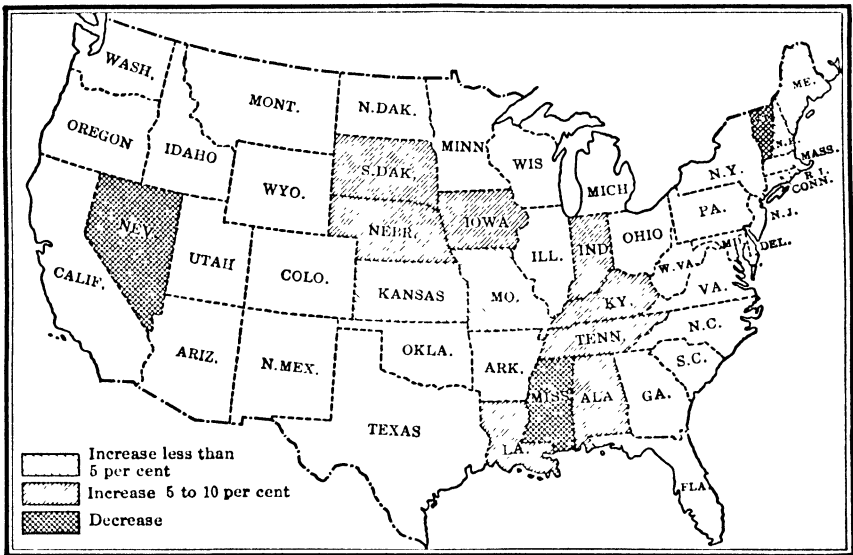 WASH.
MONT.
N.DAK.
MINN.
ME.
OREGON
IDAHO
S.DAK.
WIS
MICH
N.Y.
MASS.
R.I.
CONN.
WYO.
NEBR.
IOWA
PA.
N.J.
NEV.
UTAH
COLO.
ILL.
IND.
OHIO
DEL.
W.VA.
CALIF.
KANSAS
MO.
KY.
VA.
ARIZ.
N.MEX.
OKLA.
ARK.
TENN.
N.C.
S.C.
TEXAS
LA.
MISS
ALA
GA.
FLA.
Increase less than
5 per cent
Increase 5 to 10 per cent
Decrease